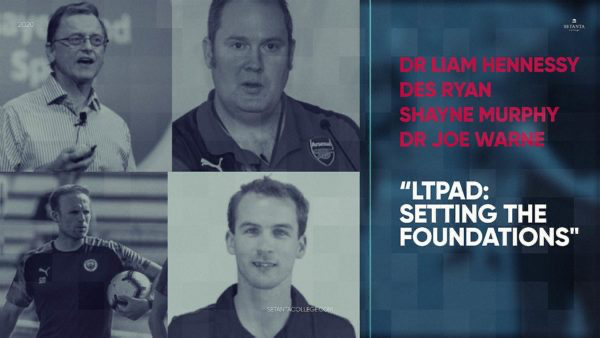 2020
SETANTA
COLLEGE
DR LIAM HENNESSY
DES RYAN
SHAYNE MURPHY
DR JOE WARNE
“LTPAD:
SETTING THE
FOUNDATIONS"
Arsenal
SETANTACOLLEGE.COM